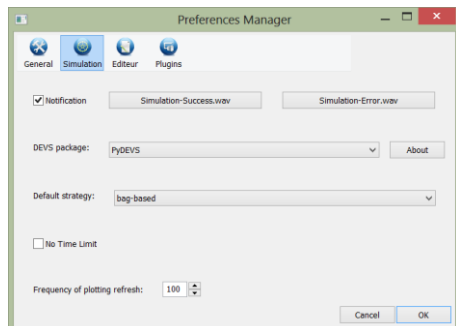 Preferences Manager
General Simulation Editeur Plugins
Notification Simulation-Success.wav Simulation-Error.wav
DEVS package: PyDEVS About
Default strategy: bag-based
No Time Limit
Frequency of plotting refresh: 100
Cancel OK